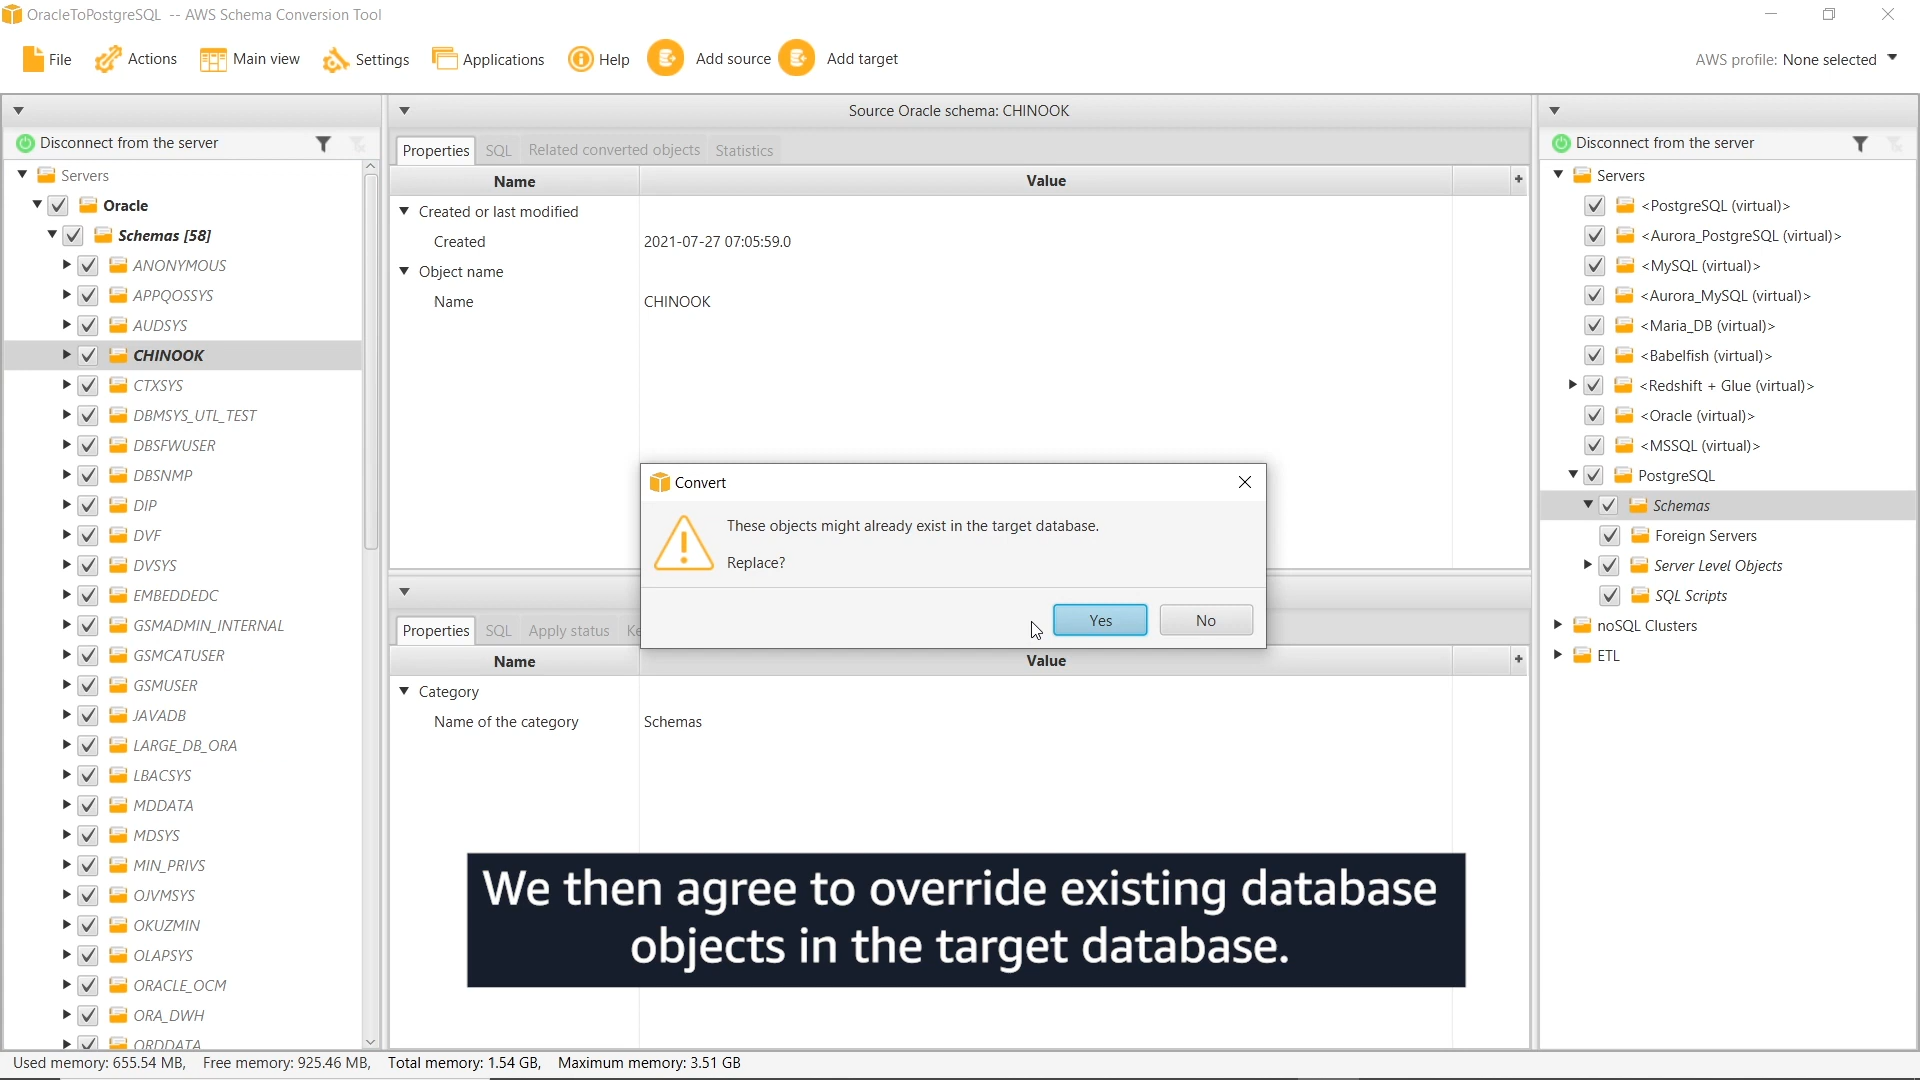 OracleToPostgreSQL -- AWS Schema Conversion Tool
File
Actions
Main view
Settings
Applications
Help
Add source
Add target
AWS profile: None selected
Disconnect from the server
Servers
Oracle
Schemas [58]
ANONYMOUS
APPQOSSYS
AUDSYS
CHINOOK
CTXSYS
DBMSYS_UTL_TEST
DBSFWUSER
DBSNMP
DIP
DVF
DVSYS
EMBEDDEDC
GSMADMIN_INTERNAL
GSMCATUSER
GSMUSER
JAVADB
LARGE_DB_ORA
LBACSYS
MDDATA
MDSYS
MIN_PRIVS
OJVMSYS
OKUZMIN
OLAPSYS
ORACLE_OCM
ORA_DWH
ORDDATA
Source Oracle schema: CHINOOK
Properties SQL Related converted objects Statistics
Name Value +
Created or last modified
Created 2021-07-27 07:05:59.0
Object name
Name CHINOOK
Convert
These objects might already exist in the target database.
Replace?
Yes No
Properties SQL Apply status
Name Value +
Category
Name of the category Schemas
We then agree to override existing database
objects in the target database.
Disconnect from the server
Servers
<PostgreSQL (virtual)>
<Aurora_PostgreSQL (virtual)>
<MySQL (virtual)>
<Aurora_MySQL (virtual)>
<Maria_DB (virtual)>
<Babelfish (virtual)>
<Redshift + Glue (virtual)>
<Oracle (virtual)>
<MSSQL (virtual)>
PostgreSQL
Schemas
Foreign Servers
Server Level Objects
SQL Scripts
noSQL Clusters
ETL
Used memory: 655.54 MB, Free memory: 925.46 MB, Total memory: 1.54 GB, Maximum memory: 3.51 GB